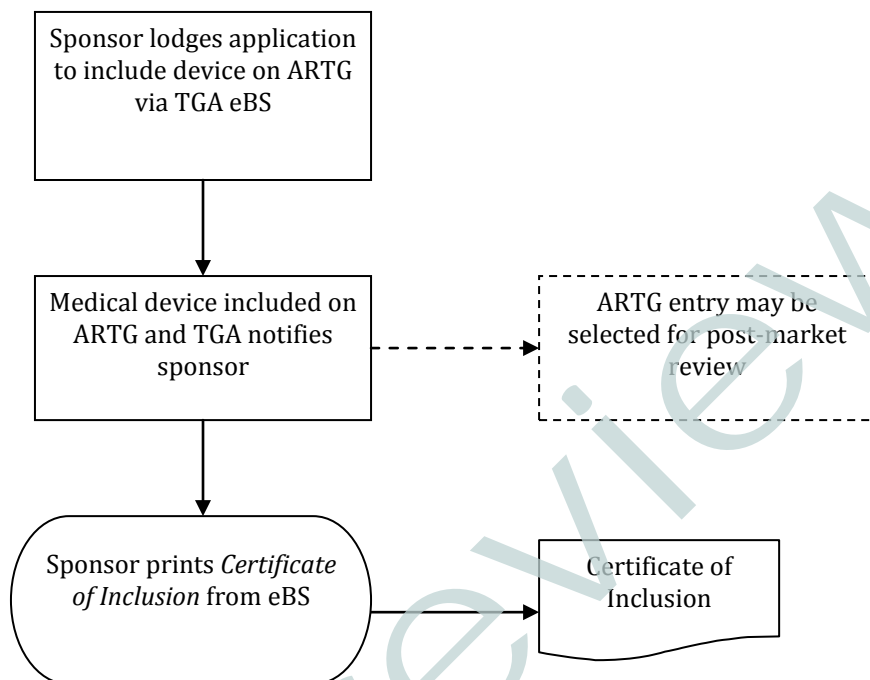 Sponsor lodges application
to include device on ARTG
via TGA eBS
Medical device included on
ARTG and TGA notifies
sponsor
ARTG entry may be
selected for post-market
review
Sponsor prints Certificate
of Inclusion from eBS
Certificate of
Inclusion
eview